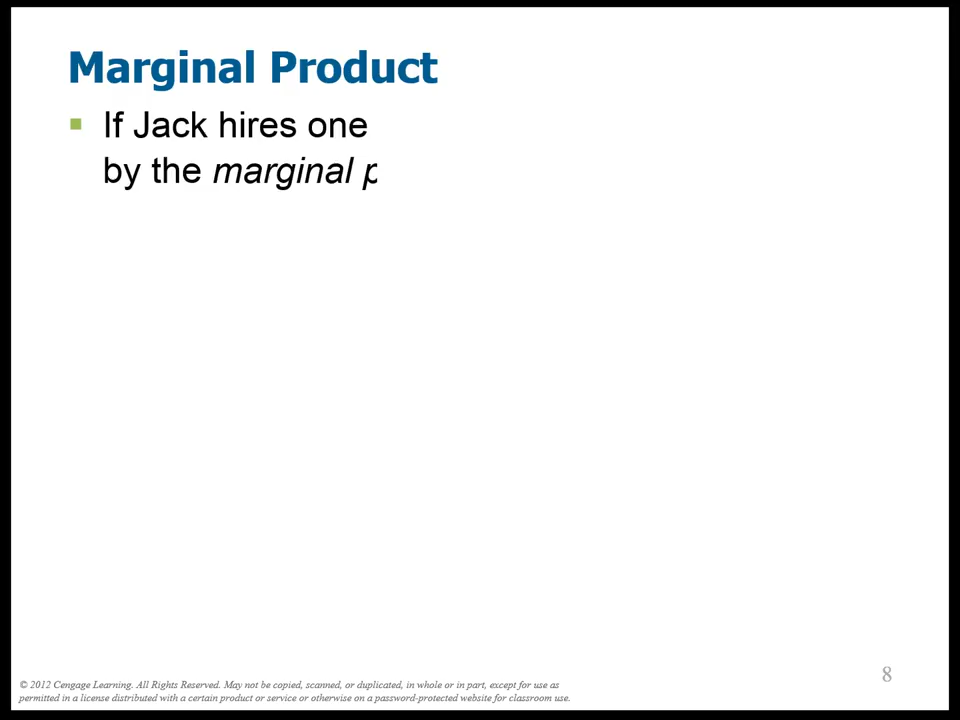 Marginal Product
If Jack hires one
by the marginal
8
© 2012 Cengage Learning. All Rights Reserved. May not be copied, scanned, or duplicated, in whole or in part, except for use as
permitted in a license distributed with a certain product or service or otherwise on a password-protected website for classroom use.